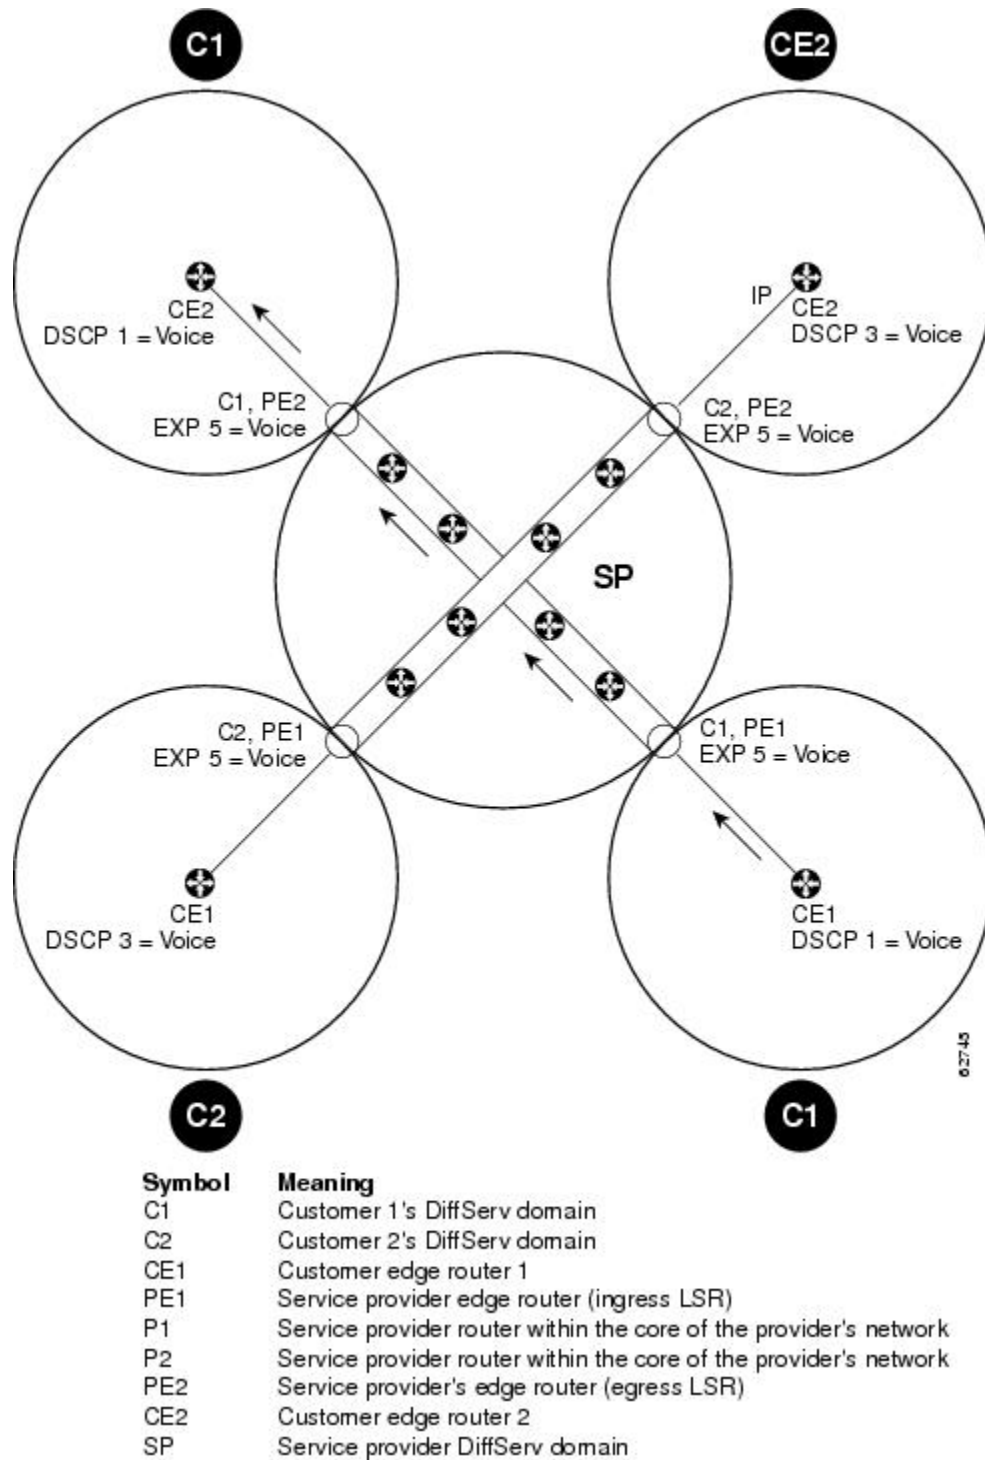 C1
CE2
CE2
DSCP 1 = Voice
IP
CE2
DSCP 3 = Voice
C1, PE2
EXP 5 = Voice
C2, PE2
EXP 5 = Voice
SP
C2, PE1
EXP 5 = Voice
C1, PE1
EXP 5 = Voice
CE1
DSCP 3 = Voice
CE1
DSCP 1 = Voice
62745
C2
C1
Symbol Meaning
C1 Customer 1's DiffServ domain
C2 Customer 2's DiffServ domain
CE1 Customer edge router 1
PE1 Service provider edge router (ingress LSR)
P1 Service provider router within the core of the provider's network
P2 Service provider router within the core of the provider's network
PE2 Service provider's edge router (egress LSR)
CE2 Customer edge router 2
SP Service provider DiffServ domain